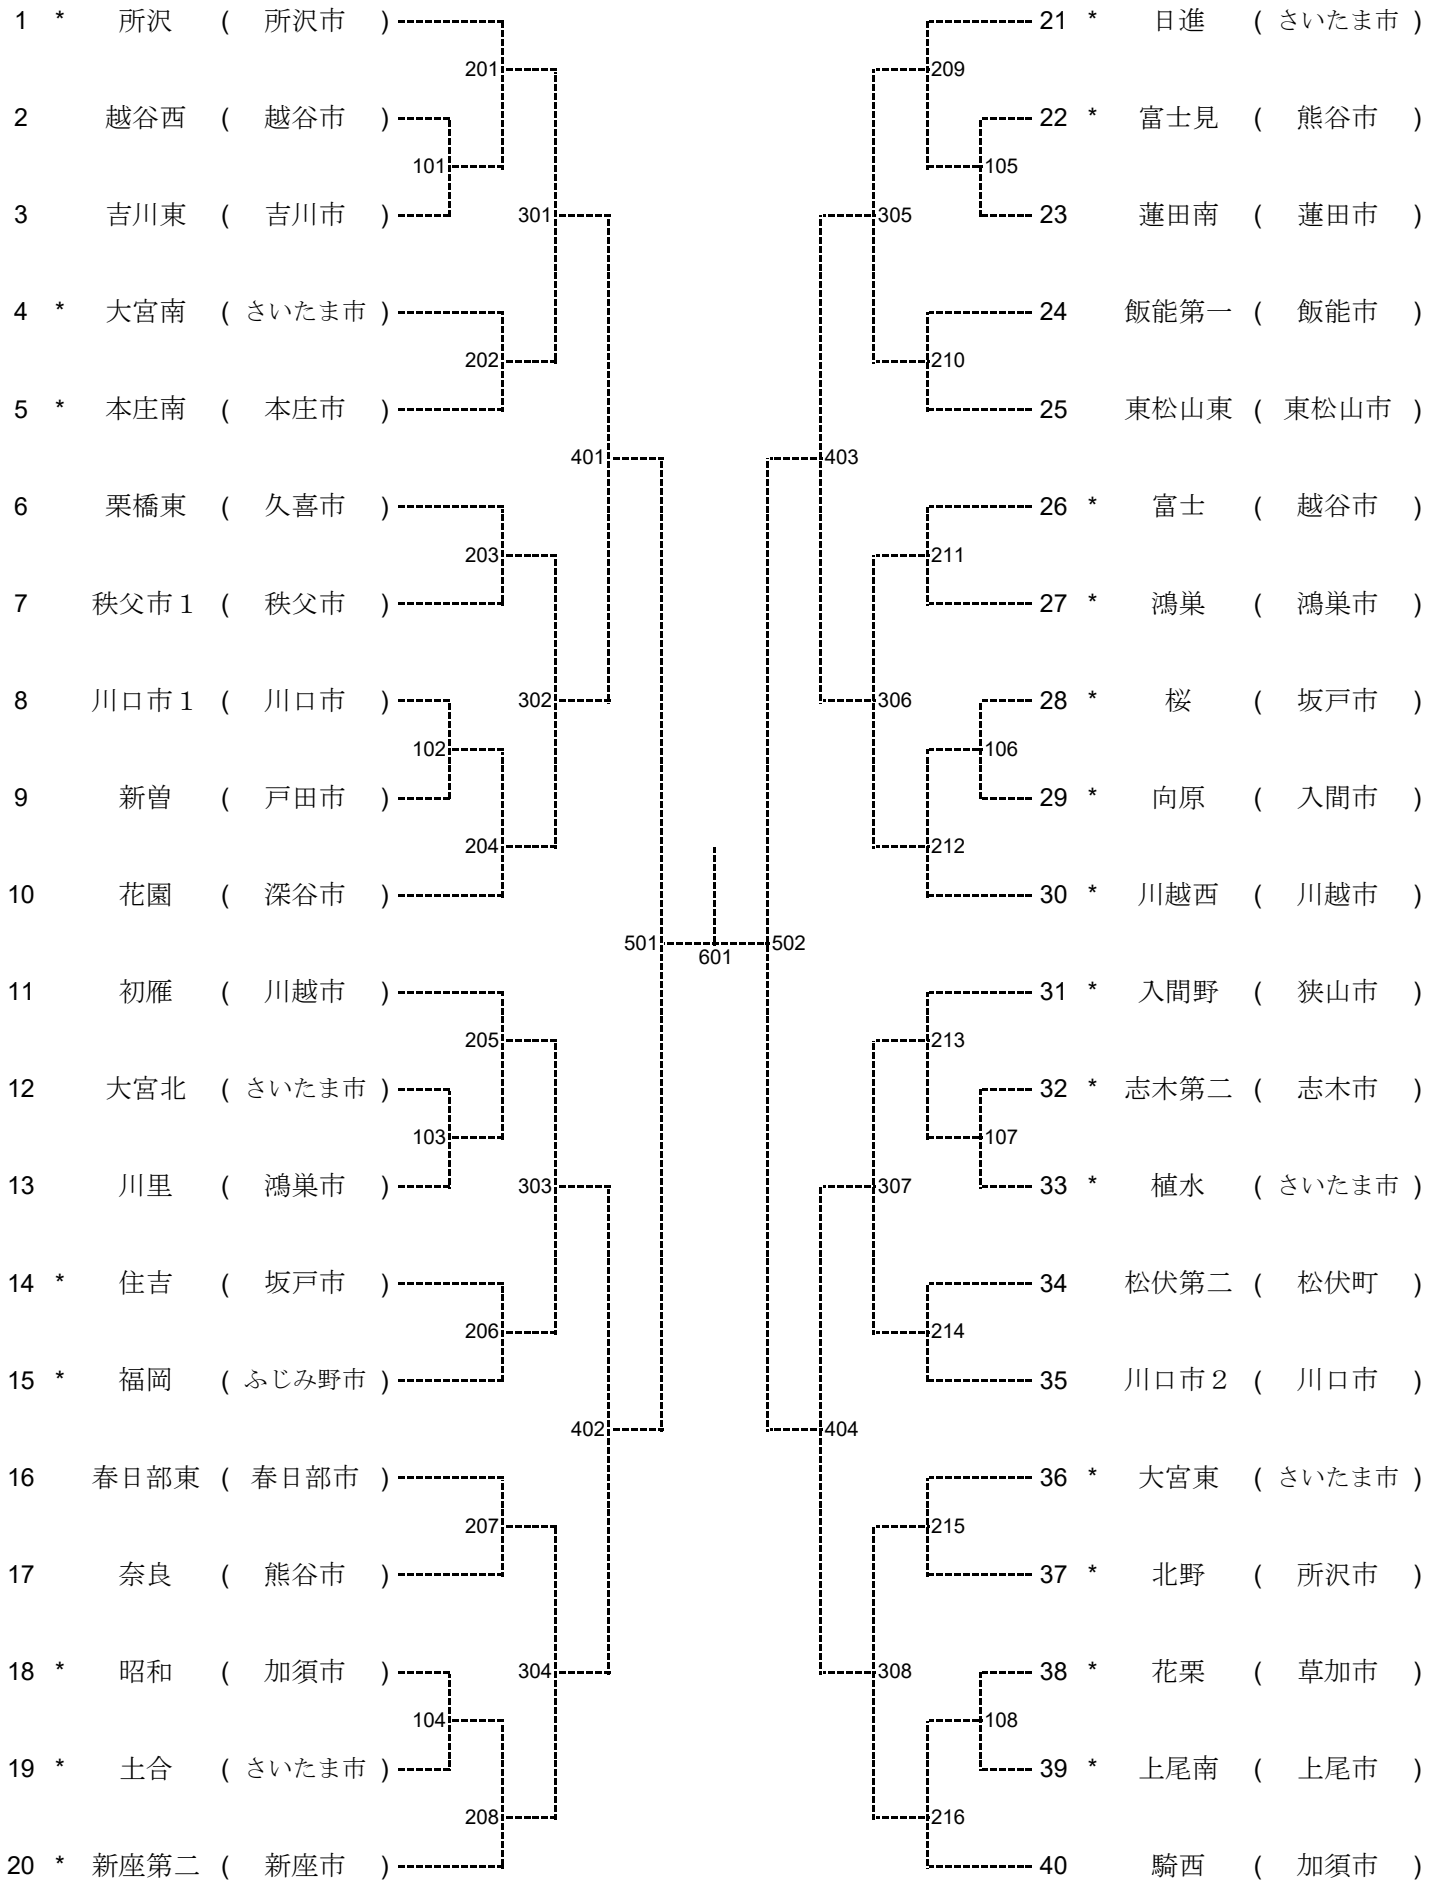 1 * 所沢 ( 所沢市 )
201
2 越谷西 ( 越谷市 )
101
3 吉川東 ( 吉川市 )
301
4 * 大宮南 ( さいたま市 )
202
5 * 本庄南 ( 本庄市 )
401
6 栗橋東 ( 久喜市 )
203
7 秩父市１ ( 秩父市 )
8 川口市１ ( 川口市 )
302
102
9 新曽 ( 戸田市 )
204
10 花園 ( 深谷市 )
501
11 初雁 ( 川越市 )
205
12 大宮北 ( さいたま市 )
103
13 川里 ( 鴻巣市 )
303
14 * 住吉 ( 坂戸市 )
206
15 * 福岡 ( ふじみ野市 )
402
16 春日部東 ( 春日部市 )
207
17 奈良 ( 熊谷市 )
18 * 昭和 ( 加須市 )
304
104
19 * 土合 ( さいたま市 )
208
20 * 新座第二 ( 新座市 )
601
21 * 日進 ( さいたま市 )
209
22 * 富士見 ( 熊谷市 )
105
23 蓮田南 ( 蓮田市 )
305
24 飯能第一 ( 飯能市 )
210
25 東松山東 ( 東松山市 )
403
26 * 富士 ( 越谷市 )
211
27 * 鴻巣 ( 鴻巣市 )
28 * 桜 ( 坂戸市 )
306
106
29 * 向原 ( 入間市 )
212
30 * 川越西 ( 川越市 )
502
31 * 入間野 ( 狭山市 )
213
32 * 志木第二 ( 志木市 )
107
33 * 植水 ( さいたま市 )
307
34 松伏第二 ( 松伏町 )
214
35 川口市２ ( 川口市 )
404
36 * 大宮東 ( さいたま市 )
215
37 * 北野 ( 所沢市 )
38 * 花栗 ( 草加市 )
308
108
39 * 上尾南 ( 上尾市 )
216
40 騎西 ( 加須市 )